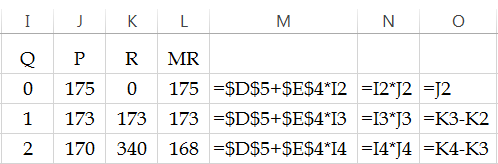 I J K L M N O
Q P R MR
0 175 0 175 =$D$5+$E$4*I2 =I2*J2 =J2
1 173 173 173 =$D$5+$E$4*I3 =I3*J3 =K3-K2
2 170 340 168 =$D$5+$E$4*I4 =I4*J4 =K4-K3